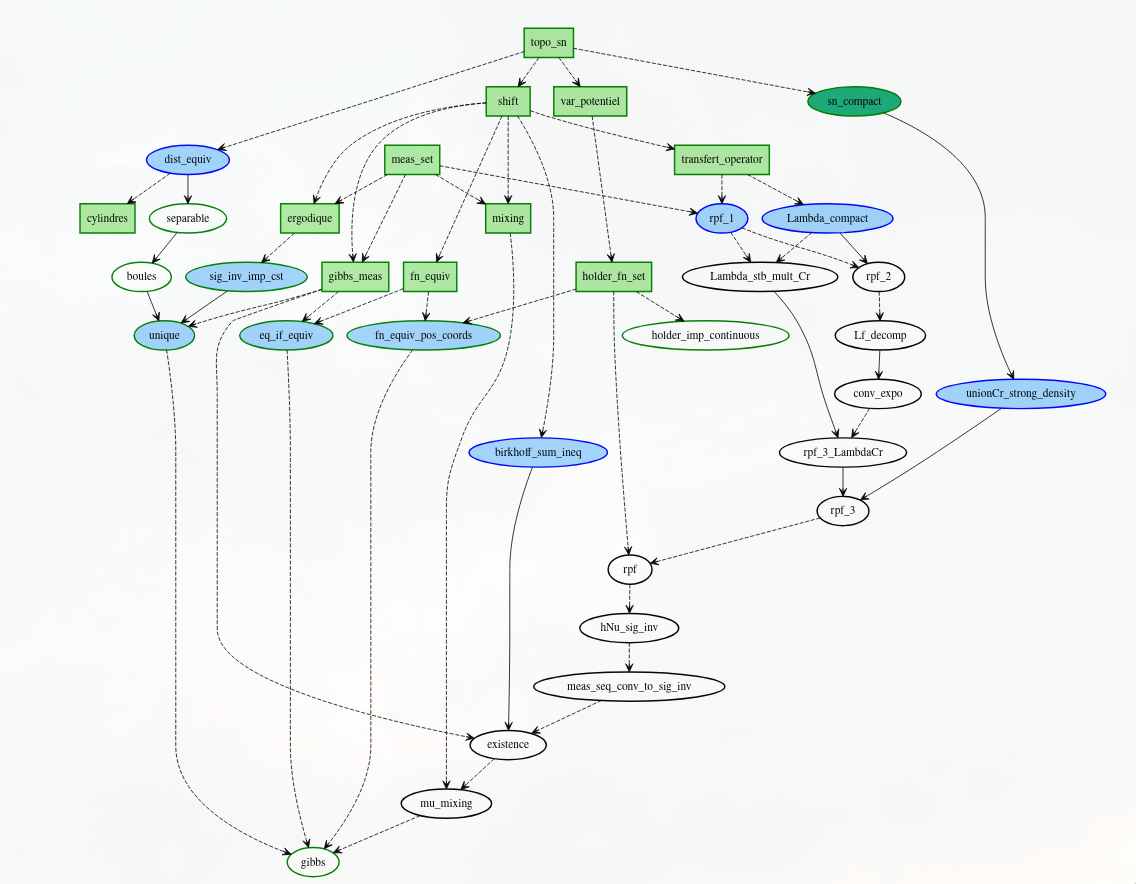 topo_sn
shift
var_potentiel
sn_compact
dist_equiv
meas_set
transfert_operator
cylindres
separable
ergodique
mixing
rpf_1
Lambda_compact
boules
sig_inv_imp_cst
gibbs_meas
fn_equiv
holder_fn_set
Lambda_stb_mult_Cr
rpf_2
unique
eq_if_equiv
fn_equiv_pos_coords
holder_imp_continuous
Lf_decomp
conv_expo
unionCr_strong_density
birkhoff_sum_ineq
rpf_3_LambdaCr
rpf_3
rpf
hNu_sig_inv
meas_seq_conv_to_sig_inv
existence
mu_mixing
gibbs